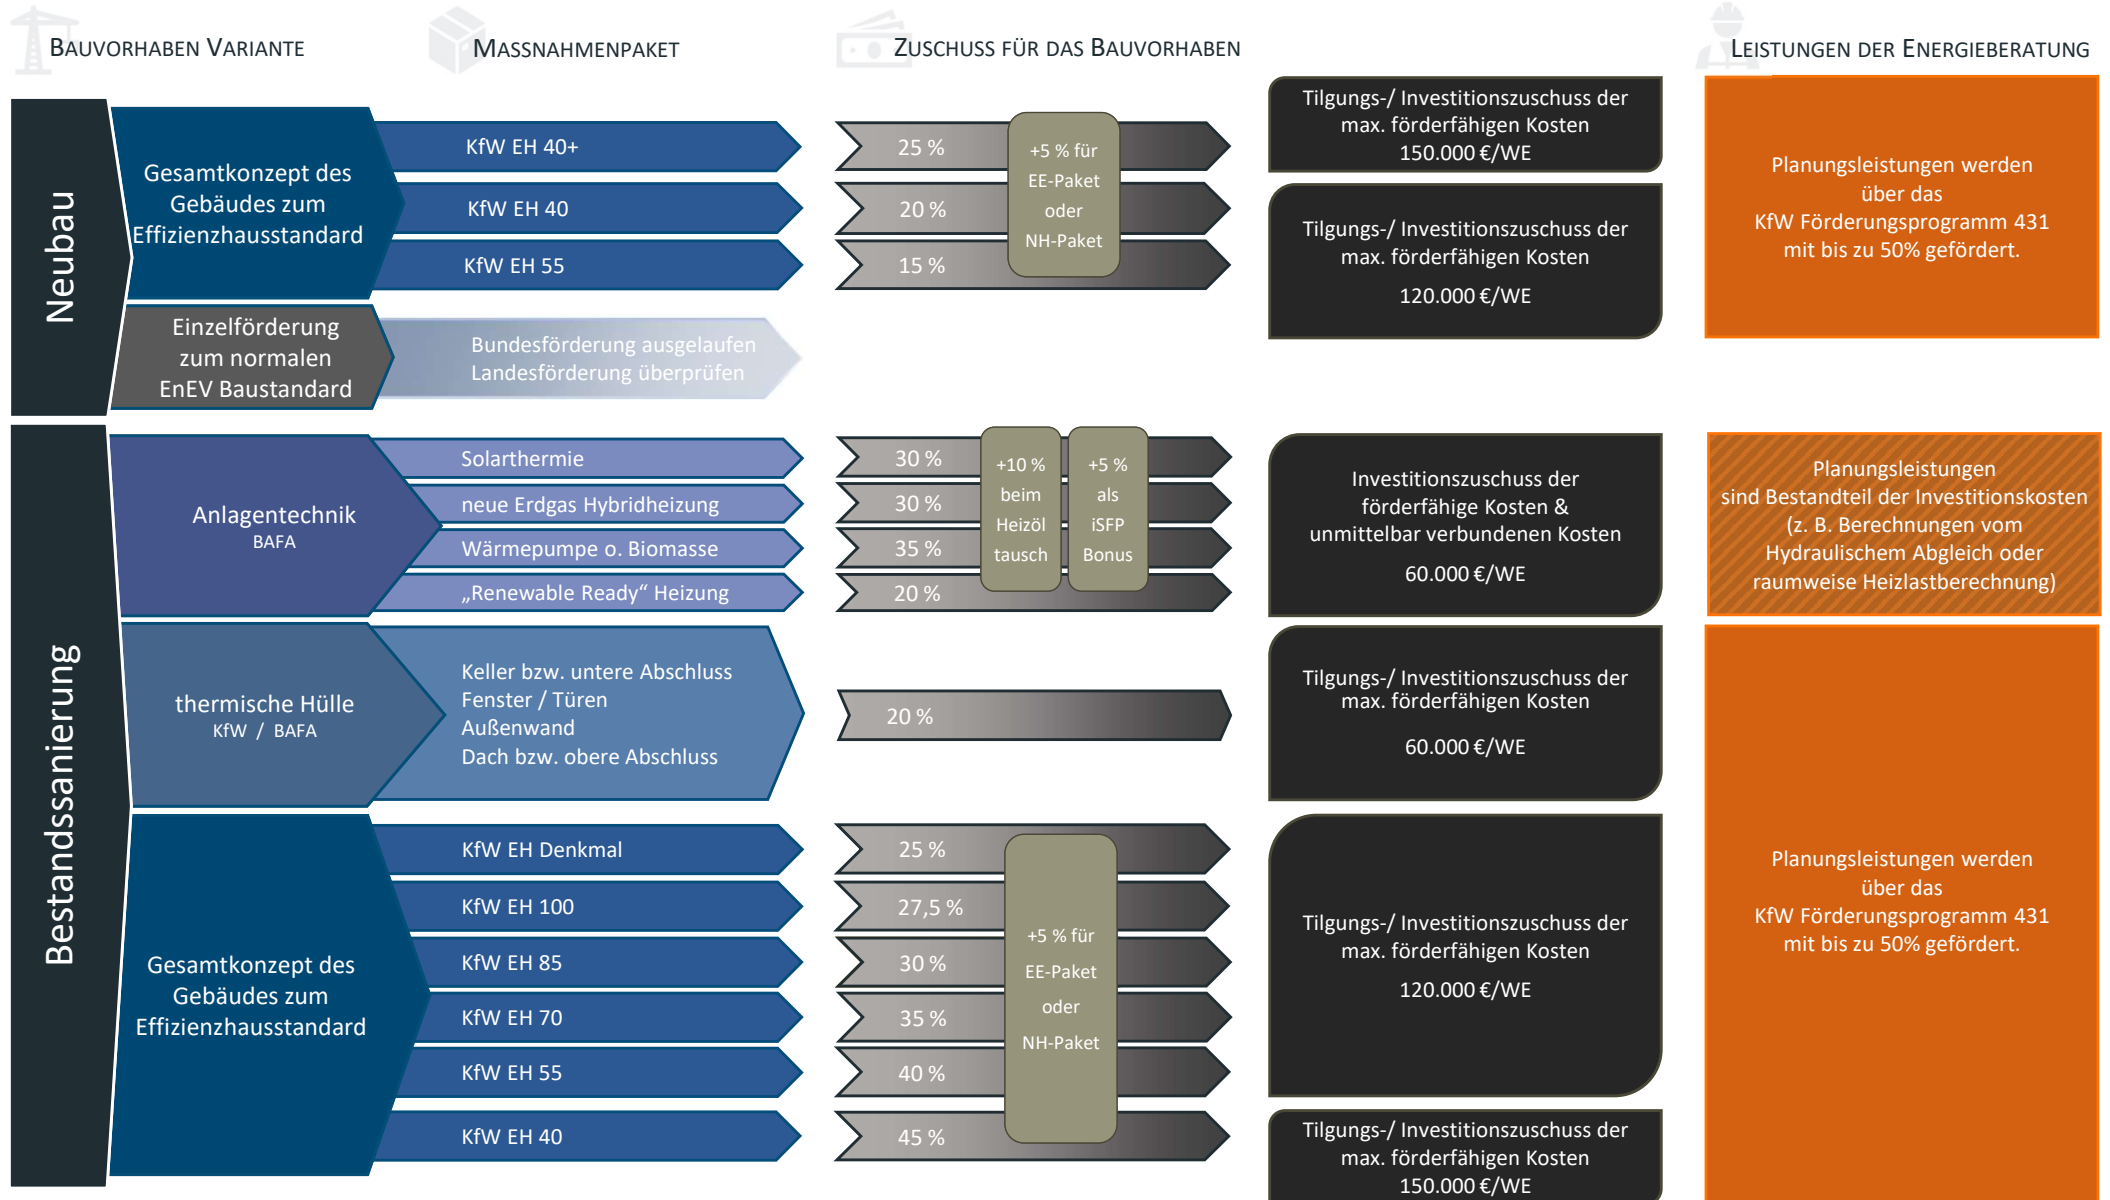 BAUVORHABEN VARIANTE
MASSNAHMENPAKET
ZUSCHUSS FÜR DAS BAUVORHABEN
LEISTUNGEN DER ENERGIEBERATUNG
Neubau
Gesamtkonzept des
Gebäudes zum
Effizienzhausstandard
KfW EH 40+
KfW EH 40
KfW EH 55
25 %
20 %
15 %
+5 % für
EE-Paket
oder
NH-Paket
Tilgungs-/ Investitionszuschuss der
max. förderfähigen Kosten
150.000 €/WE
Tilgungs-/ Investitionszuschuss der
max. förderfähigen Kosten
120.000 €/WE
Planungsleistungen werden
über das
KfW Förderungsprogramm 431
mit bis zu 50% gefördert.
Einzelförderung
zum normalen
EnEV Baustandard
Bundesförderung ausgelaufen
Landesförderung überprüfen
Bestandssanierung
Anlagentechnik
BAFA
Solarthermie
neue Erdgas Hybridheizung
Wärmepumpe o. Biomasse
„Renewable Ready“ Heizung
30 %
30 %
35 %
20 %
+10 %
beim
Heizöl
tausch
+5 %
als
iSFP
Bonus
Investitionszuschuss der
förderfähige Kosten &
unmittelbar verbundenen Kosten
60.000 €/WE
Planungsleistungen
sind Bestandteil der Investitionskosten
(z. B. Berechnungen vom
Hydraulischem Abgleich oder
raumweise Heizlastberechnung)
thermische Hülle
KfW / BAFA
Keller bzw. untere Abschluss
Fenster / Türen
Außenwand
Dach bzw. obere Abschluss
20 %
Tilgungs-/ Investitionszuschuss der
max. förderfähigen Kosten
60.000 €/WE
Gesamtkonzept des
Gebäudes zum
Effizienzhausstandard
KfW EH Denkmal
KfW EH 100
KfW EH 85
KfW EH 70
KfW EH 55
KfW EH 40
25 %
27,5 %
30 %
35 %
40 %
45 %
+5 % für
EE-Paket
oder
NH-Paket
Tilgungs-/ Investitionszuschuss der
max. förderfähigen Kosten
120.000 €/WE
Tilgungs-/ Investitionszuschuss der
max. förderfähigen Kosten
150.000 €/WE
Planungsleistungen werden
über das
KfW Förderungsprogramm 431
mit bis zu 50% gefördert.